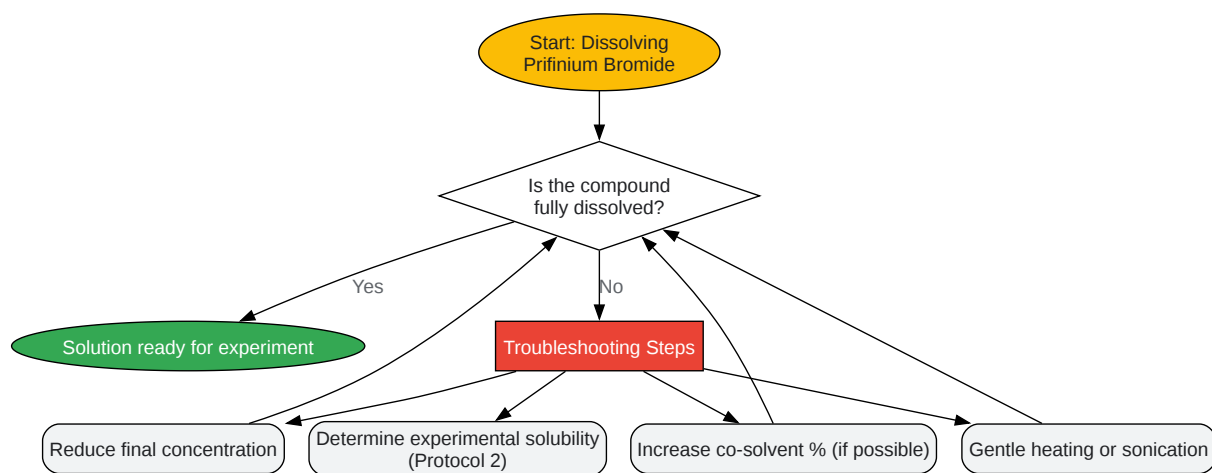 Start: Dissolving
Prifinium Bromide
Is the compound
fully dissolved?
Yes
No
Solution ready for experiment
Troubleshooting Steps
Reduce final concentration
Determine experimental solubility
(Protocol 2)
Increase co-solvent % (if possible)
Gentle heating or sonication